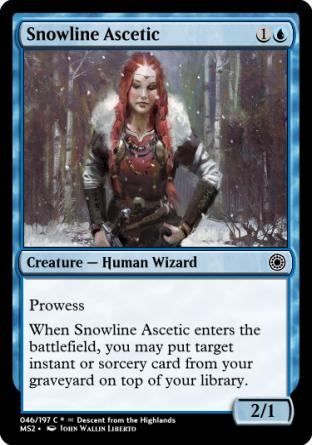 Snowline Ascetic 1
Creature — Human Wizard
Prowess
When Snowline Ascetic enters the
battlefield, you may put target
instant or sorcery card from your
graveyard on top of your library.
046/197 C * = Descent from the Highlands
MS2 • John Wallin Liberto
2/1